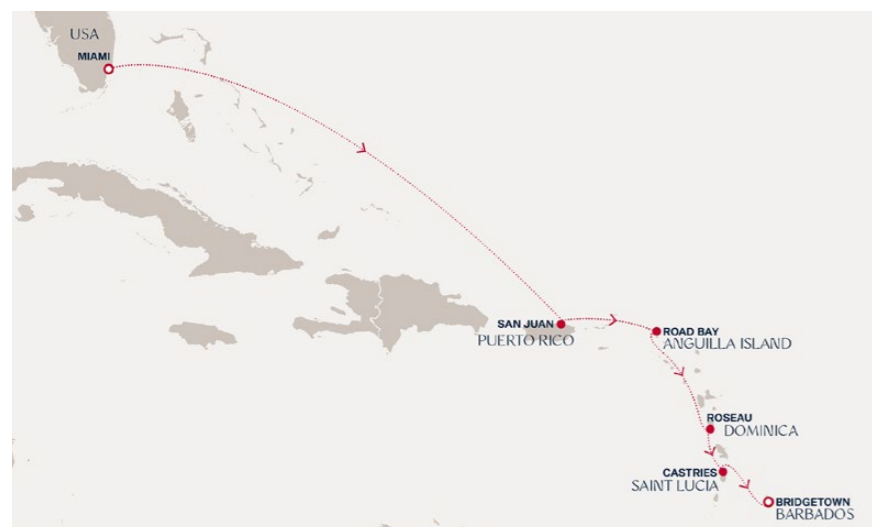 USA
MIAMI
SAN JUAN
PUERTO RICO
ROAD BAY
ANGUILLA ISLAND
ROSEAU
DOMINICA
CASTRIES
SAINT LUCIA
BRIDGETOWN
BARBADOS